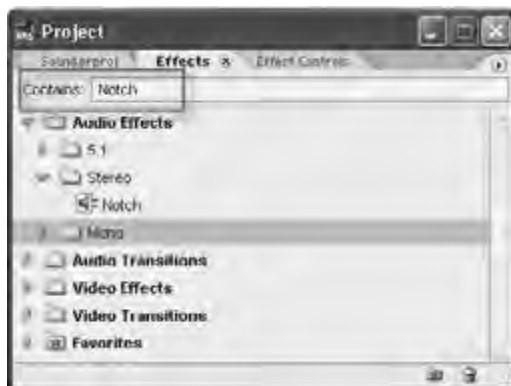 Project
Effects
Effect Controls
Contains: Notch
Audio Effects
5.1
Stereo
Notch
Mono
Audio Transitions
Video Effects
Video Transitions
Favorites